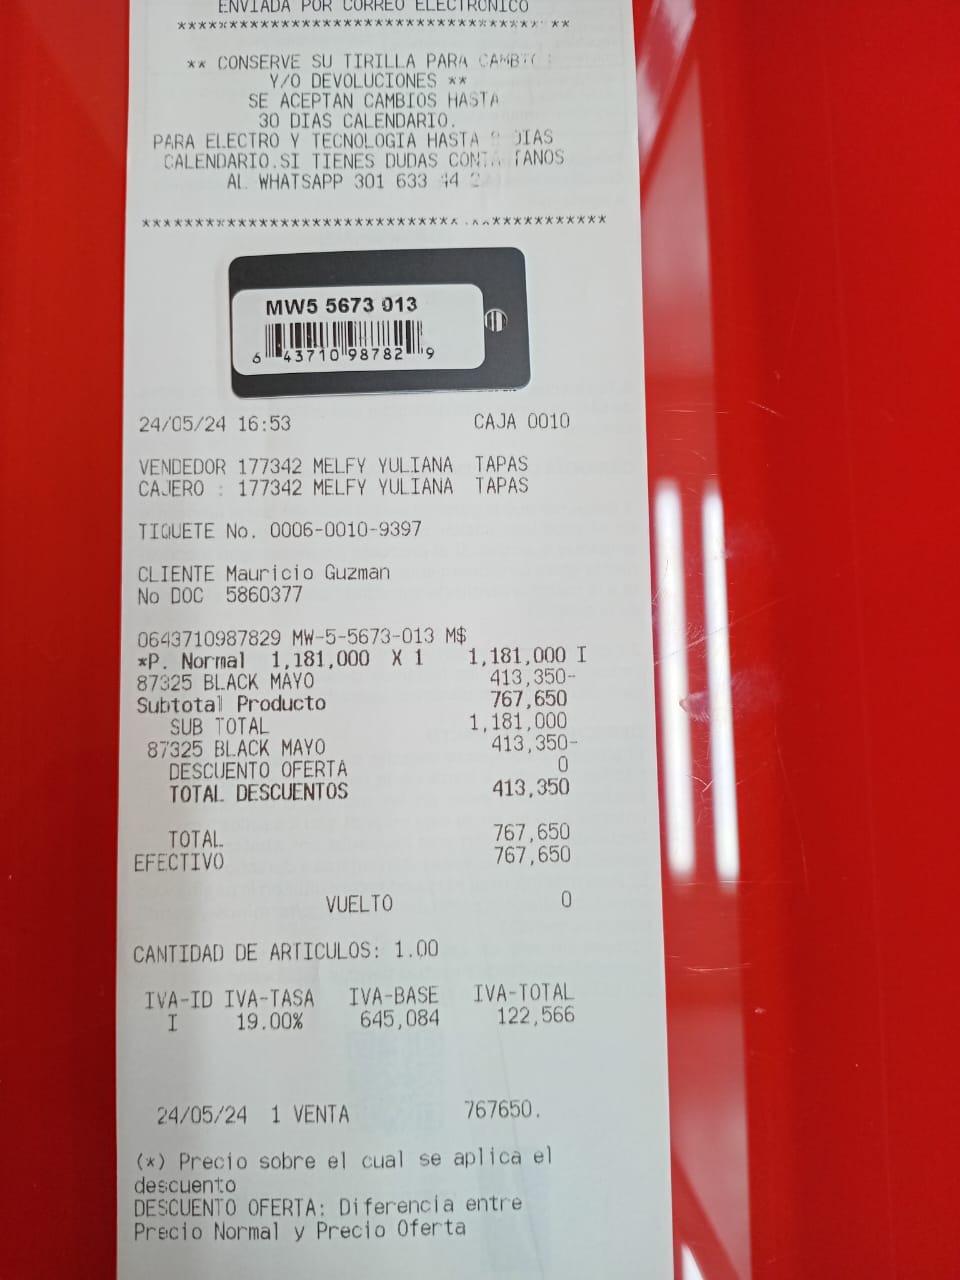 ENVIADA POR CORREO ELECTRONICO
************************************ **
** CONSERVE SU TIRILLA PARA
Y/O DEVOLUCIONES **
SE ACEPTAN CAMBIOS HASTA
30 DIAS CALENDARIO.
PARA ELECTRO Y TECNOLOGIA HASTA DIAS
CALENDARIO.SI TIENES DUDAS
AL WHATSAPP 301 633
******************************************
MW5 5673 013
6 43710 98782 9
24/05/24 16:53 CAJA 0010
VENDEDOR 177342 MELFY YULIANA TAPAS
CAJERO : 177342 MELFY YULIANA TAPAS
TIQUETE No. 0006-0010-9397
CLIENTE Mauricio Guzman
No DOC 5860377
0643710987829 MW-5-5673-013 M$
*P. Normal 1,181,000 X 1 1,181,000 I
87325 BLACK MAYO 413,350-
Subtotal Producto 767,650
SUB TOTAL 1,181,000
87325 BLACK MAYO 413,350-
DESCUENTO OFERTA 0
TOTAL DESCUENTOS 413,350
TOTAL 767,650
EFECTIVO 767,650
VUELTO 0
CANTIDAD DE ARTICULOS: 1.00
IVA-ID IVA-TASA IVA-BASE IVA-TOTAL
I 19.00% 645,084 122,566
24/05/24 1 VENTA 767650.
(*) Precio sobre el cual se aplica el
descuento
DESCUENTO OFERTA: Diferencia entre
Precio Normal y Precio Oferta